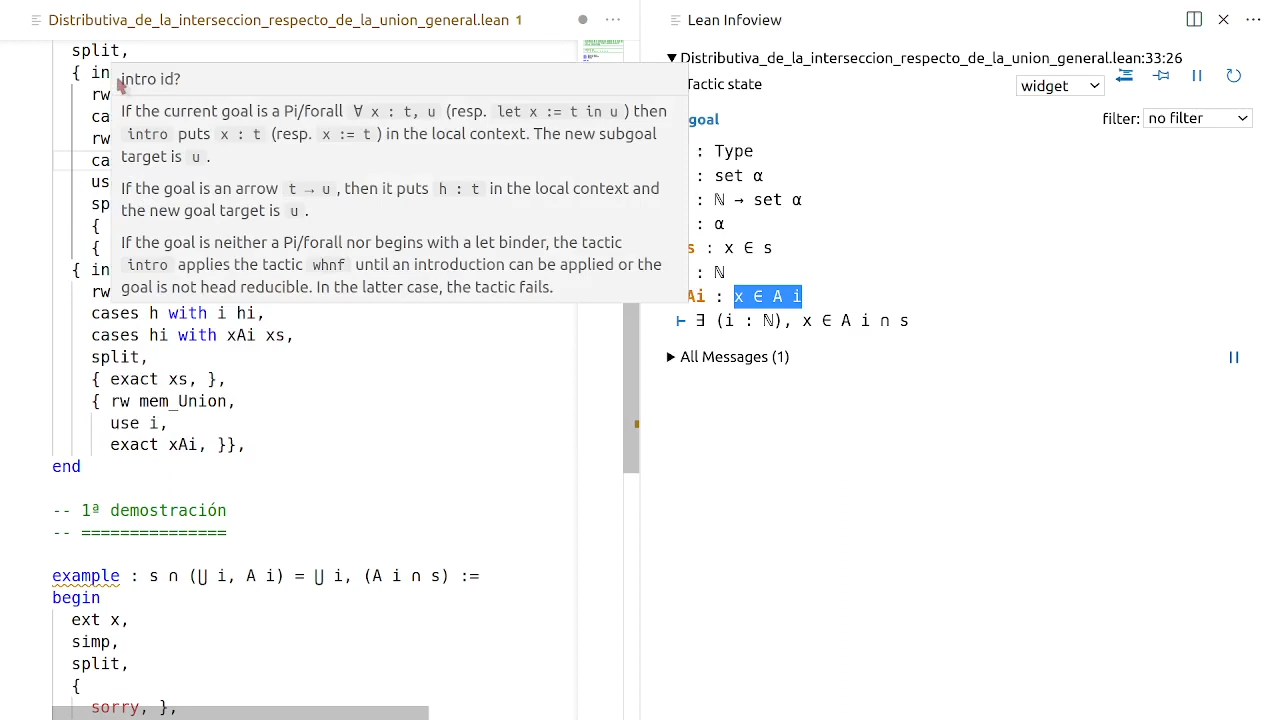 Distributiva_de_la_interseccion_respecto_de_la_union_general.lean 1
split,
{ in
rw
ca
rw
ca
us
sp
{
{
{ in
rw
cases h with i hi,
cases hi with xAi xs,
split,
{ exact xs, },
{ rw mem_Union,
use i,
exact xAi, }},
end
-- 1ª demostración
-- ===============
example : s ∩ (⋃ i, A i) = ⋃ i, (A i ∩ s) :=
begin
ext x,
simp,
split,
{
sorry, },
intro id?
If the current goal is a Pi/forall ∀ x : t, u (resp. let x := t in u ) then
intro puts x : t (resp. x := t ) in the local context. The new subgoal
target is u .
If the goal is an arrow t → u , then it puts h : t in the local context and
the new goal target is u .
If the goal is neither a Pi/forall nor begins with a let binder, the tactic
intro applies the tactic whnf until an introduction can be applied or the
goal is not head reducible. In the latter case, the tactic fails.
Lean Infoview
Distributiva_de_la_interseccion_respecto_de_la_union_general.lean:33:26
Tactic state
widget
goal
filter: no filter
: Type
: set α
: ℕ → set α
: α
s : x ∈ s
: ℕ
Ai : x ∈ A i
⊢ ∃ (i : ℕ), x ∈ A i ∩ s
All Messages (1)